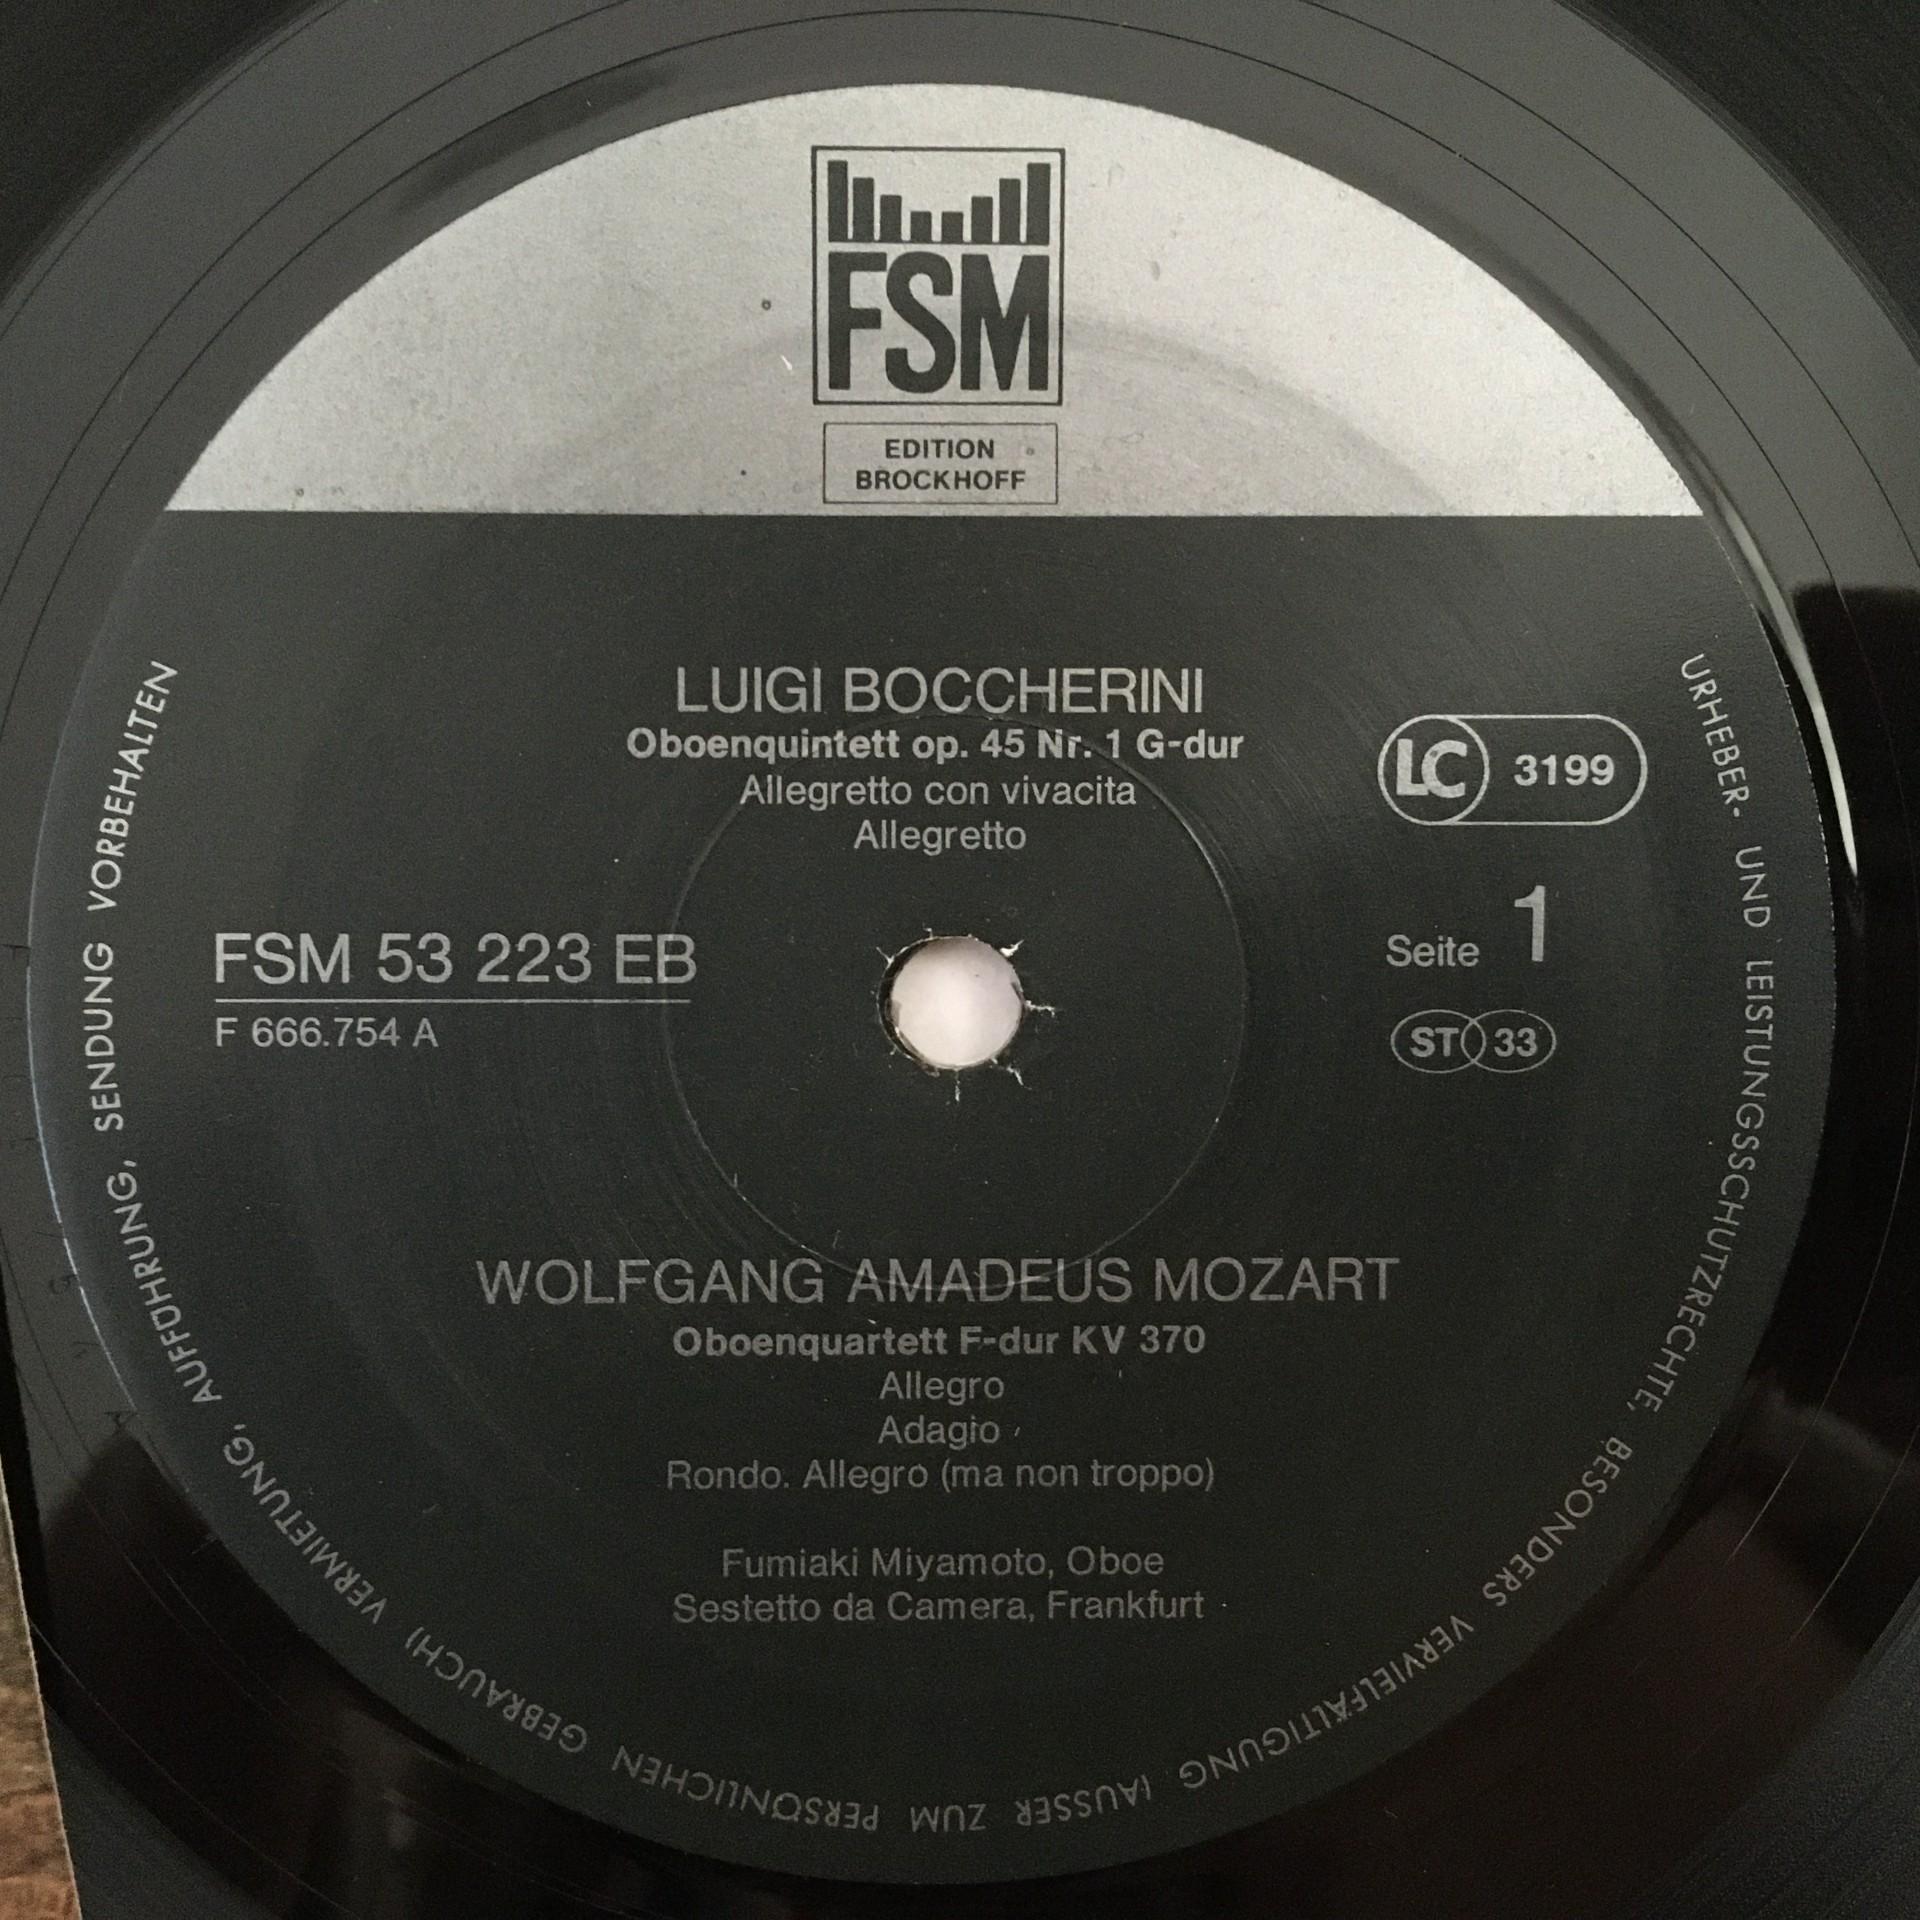 FSM
EDITION
BROCKHOFF
LUIGI BOCCHERINI
Oboenquintett op. 45 Nr. 1 G-dur
Allegretto con vivacita
Allegretto
LC 3199
FSM 53 223 EB
F 666.754 A
Seite 1
ST 33
WOLFGANG AMADEUS MOZART
Oboenquartett F-dur KV 370
Allegro
Adagio
Rondo. Allegro (ma non troppo)
Fumiaki Miyamoto, Oboe
Sestetto da Camera, Frankfurt
URHEBER- UND LEISTUNGSSCHUTZRECHTE, BESONDERS VERVIELFÄLTIGUNG (AUSSER ZUM PERSÖNLICHEN GEBRAUCH) VERMIETUNG, AUFFÜHRUNG, SENDUNG VORBEHALTEN